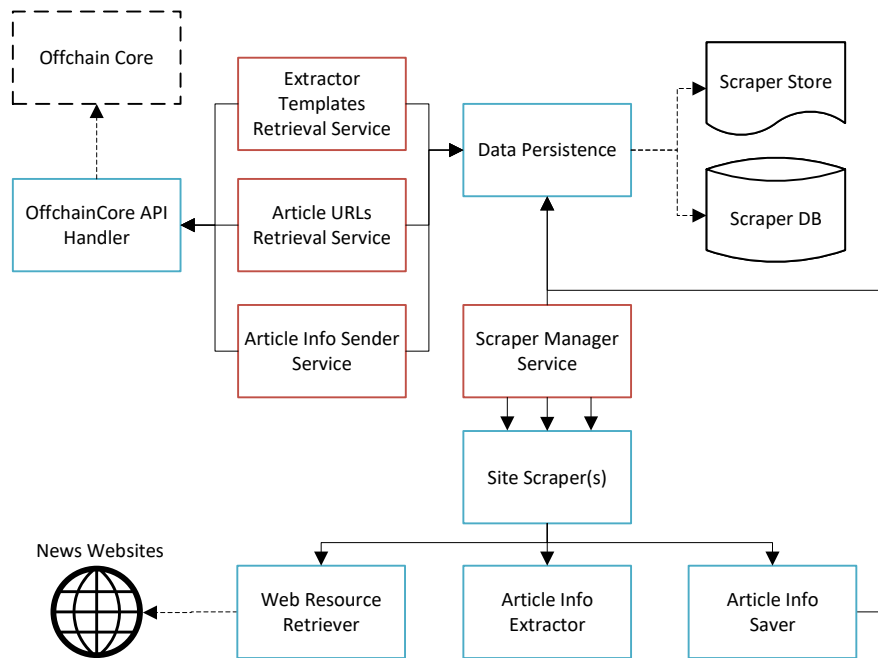 Offchain Core
Extractor
Templates
Retrieval Service
Data Persistence
Scraper Store
OffchainCore API
Handler
Article URLs
Retrieval Service
Scraper DB
Article Info Sender
Service
Scraper Manager
Service
Site Scraper(s)
News Websites
Web Resource
Retriever
Article Info
Extractor
Article Info
Saver